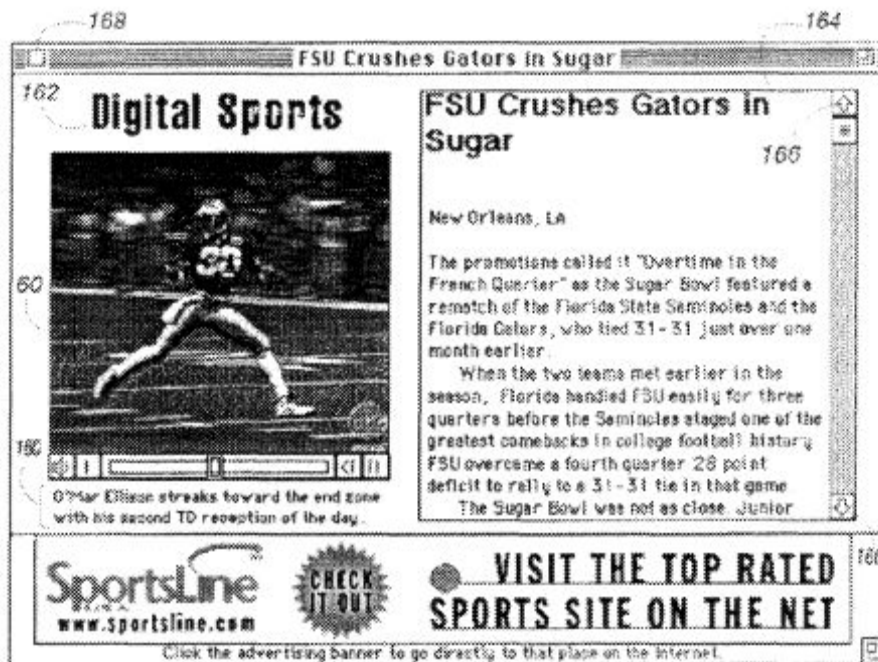 168
164
FSU Crushes Gators in Sugar
162
Digital Sports
FSU Crushes Gators in
Sugar
166
New Orleans, LA
The promotions called it "Overtime in the
French Quarter" as the Sugar Bowl featured a
rematch of the Florida State Seminoles and the
Florida Gators, who tied 31-31 just over one
month earlier.
When the two teams met earlier in the
season, Florida handled FSU easily for three
quarters before the Seminoles staged one of the
greatest comebacks in college football history
FSU overcame a fourth quarter 28 point
deficit to rally to a 31-31 tie in that game
The Sugar Bowl was not as close. Junior
60
160
O'Mar Ellison streaks toward the end zone
with his second TD reception of the day.
SportsLine
USA
www.sportsline.com
CHECK
IT OUT
VISIT THE TOP RATED
SPORTS SITE ON THE NET
Click the advertising banner to go directly to that place on the Internet.